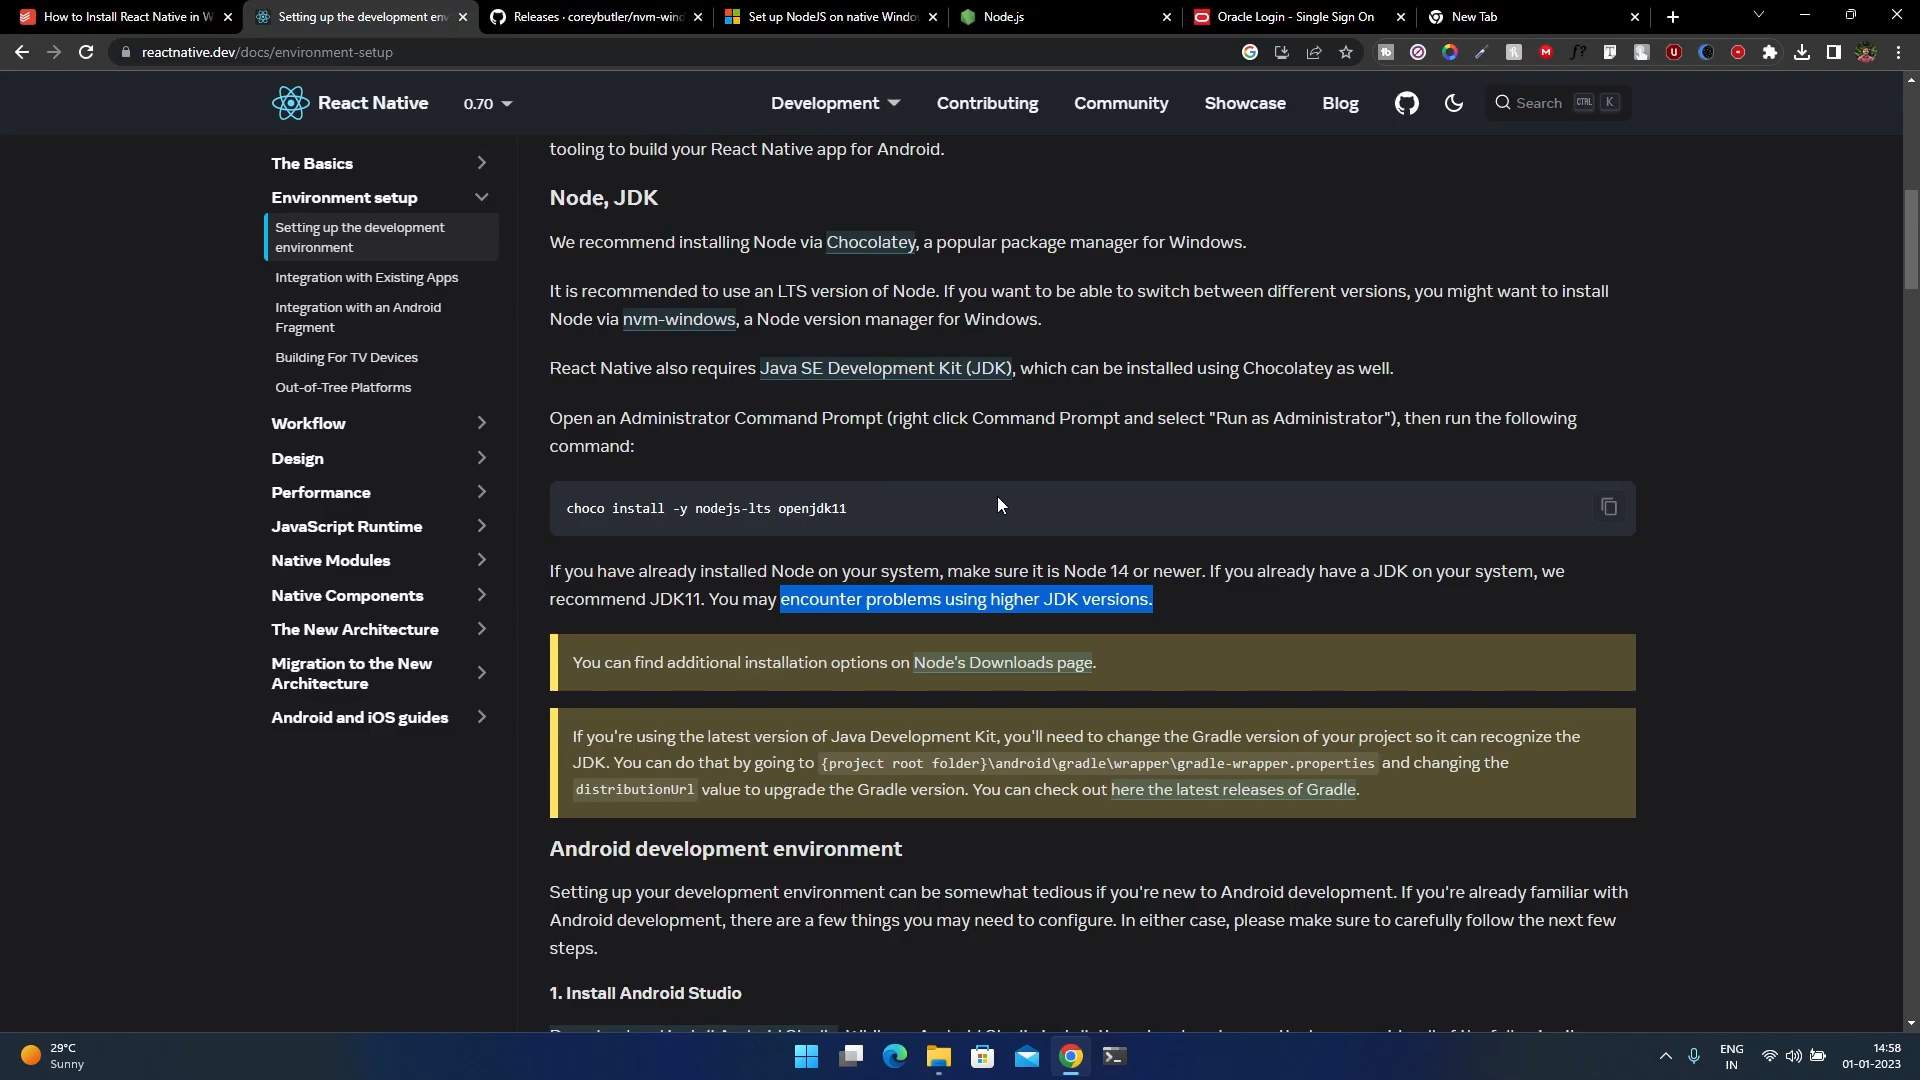 How to Install React Native in W
Setting up the development env
Releases · coreybutler/nvm-wind
Set up NodeJS on native Windo
Node.js
Oracle Login - Single Sign On
New Tab
reactnative.dev/docs/environment-setup
React Native
0.70
Development
Contributing
Community
Showcase
Blog
Search
CTRL
K
The Basics
Environment setup
Setting up the development
environment
Integration with Existing Apps
Integration with an Android
Fragment
Building For TV Devices
Out-of-Tree Platforms
Workflow
Design
Performance
JavaScript Runtime
Native Modules
Native Components
The New Architecture
Migration to the New
Architecture
Android and iOS guides
tooling to build your React Native app for Android.
Node, JDK
We recommend installing Node via Chocolatey, a popular package manager for Windows.
It is recommended to use an LTS version of Node. If you want to be able to switch between different versions, you might want to install
Node via nvm-windows, a Node version manager for Windows.
React Native also requires Java SE Development Kit (JDK), which can be installed using Chocolatey as well.
Open an Administrator Command Prompt (right click Command Prompt and select "Run as Administrator"), then run the following
command:
choco install -y nodejs-lts openjdk11
If you have already installed Node on your system, make sure it is Node 14 or newer. If you already have a JDK on your system, we
recommend JDK11. You may encounter problems using higher JDK versions.
You can find additional installation options on Node's Downloads page.
If you're using the latest version of Java Development Kit, you'll need to change the Gradle version of your project so it can recognize the
JDK. You can do that by going to {project root folder}\android\gradle\wrapper\gradle-wrapper.properties and changing the
distributionUrl value to upgrade the Gradle version. You can check out here the latest releases of Gradle.
Android development environment
Setting up your development environment can be somewhat tedious if you're new to Android development. If you're already familiar with
Android development, there are a few things you may need to configure. In either case, please make sure to carefully follow the next few
steps.
1. Install Android Studio
29°C
Sunny
ENG
IN
14:58
01-01-2023